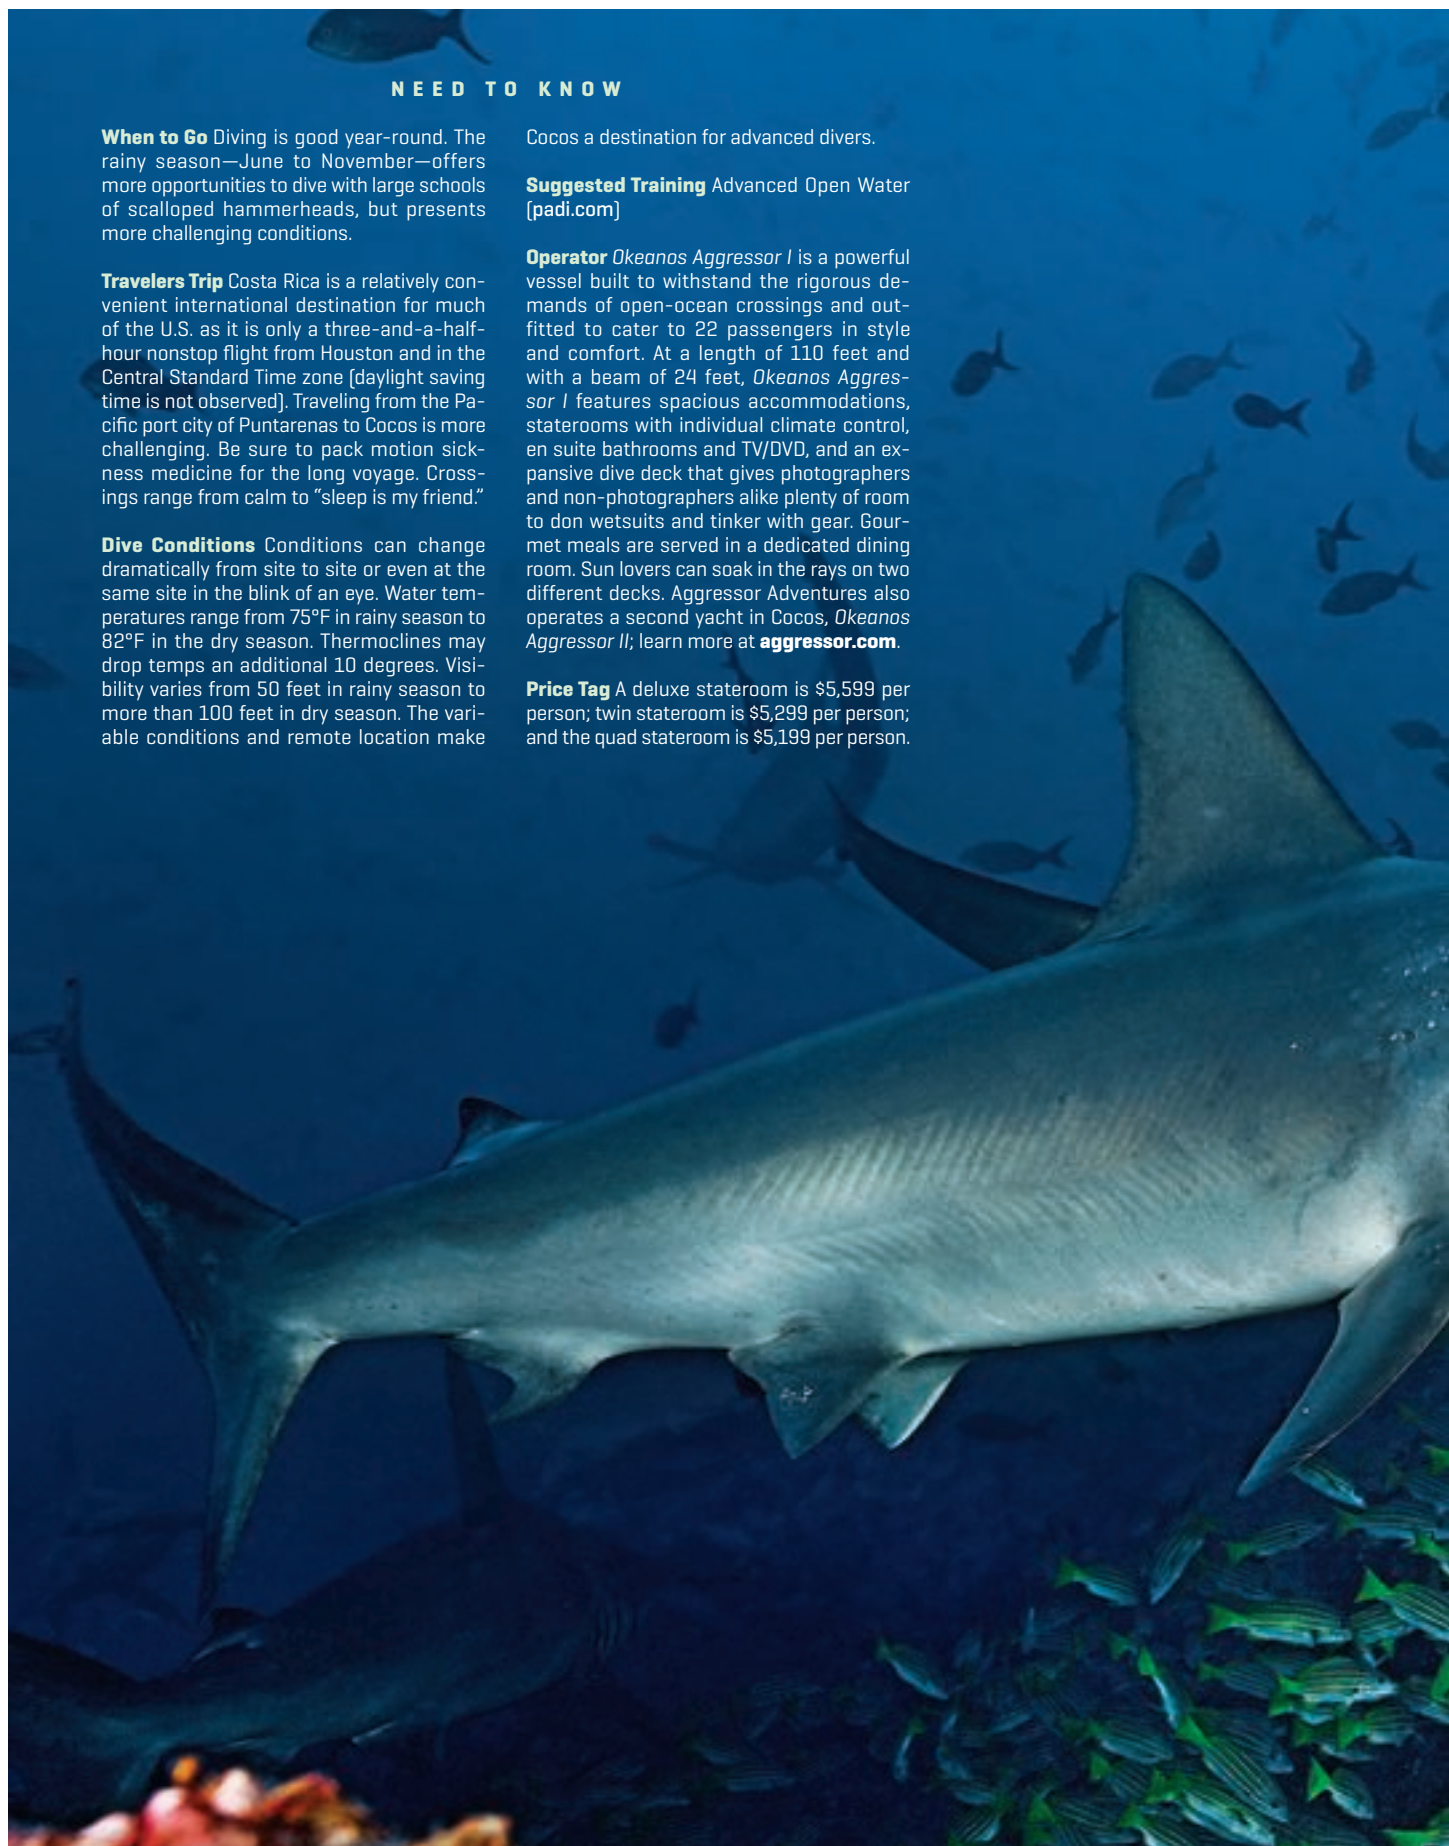 NEED TO KNOW
When to Go Diving is good year-round. The
rainy season—June to November—offers
more opportunities to dive with large schools
of scalloped hammerheads, but presents
more challenging conditions.
Travelers Trip Costa Rica is a relatively con-
venient international destination for much
of the U.S. as it is only a three-and-a-half-
hour nonstop flight from Houston and in the
Central Standard Time zone (daylight saving
time is not observed). Traveling from the Pa-
cific port city of Puntarenas to Cocos is more
challenging. Be sure to pack motion sick-
ness medicine for the long voyage. Cross-
ings range from calm to “sleep is my friend.”
Dive Conditions Conditions can change
dramatically from site to site or even at the
same site in the blink of an eye. Water tem-
peratures range from 75°F in rainy season to
82°F in the dry season. Thermoclines may
drop temps an additional 10 degrees. Visi-
bility varies from 50 feet in rainy season to
more than 100 feet in dry season. The vari-
able conditions and remote location make
Cocos a destination for advanced divers.
Suggested Training Advanced Open Water
(padi.com)
Operator Okeanos Aggressor I is a powerful
vessel built to withstand the rigorous de-
mands of open-ocean crossings and out-
fitted to cater to 22 passengers in style
and comfort. At a length of 110 feet and
with a beam of 24 feet, Okeanos Aggres-
sor I features spacious accommodations,
staterooms with individual climate control,
en suite bathrooms and TV/DVD, and an ex-
pansive dive deck that gives photographers
and non-photographers alike plenty of room
to don wetsuits and tinker with gear. Gour-
met meals are served in a dedicated dining
room. Sun lovers can soak in the rays on two
different decks. Aggressor Adventures also
operates a second yacht in Cocos, Okeanos
Aggressor II; learn more at aggressor.com.
Price Tag A deluxe stateroom is $5,599 per
person; twin stateroom is $5,299 per person;
and the quad stateroom is $5,199 per person.